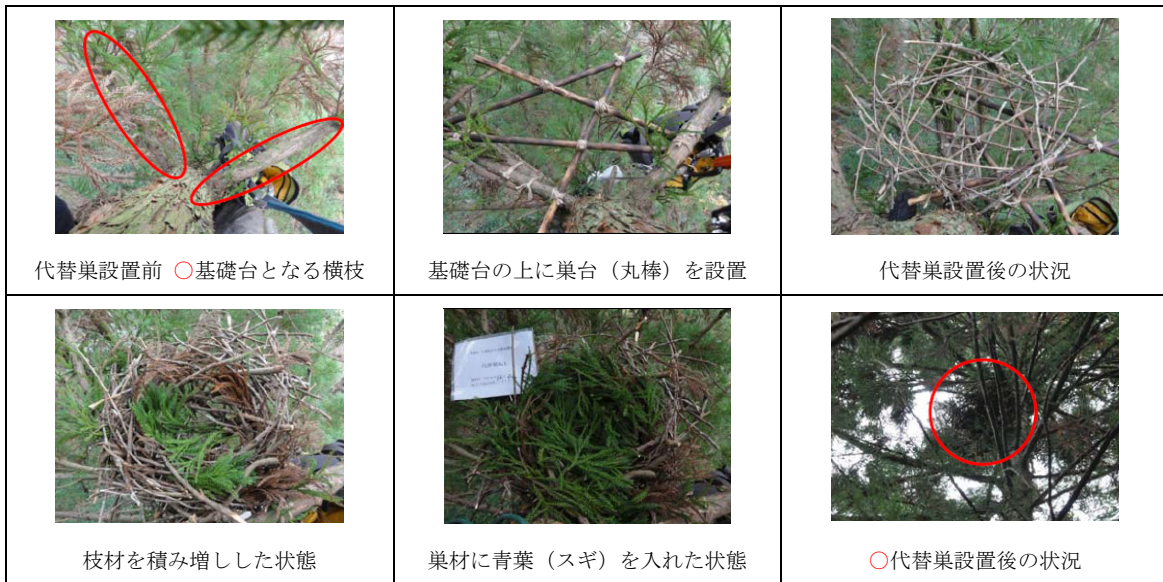 代替巣設置前 ○基礎台となる横枝
基礎台の上に巣台（丸棒）を設置
代替巣設置後の状況
枝材を積み増しした状態
巣材に青葉（スギ）を入れた状態
○代替巣設置後の状況